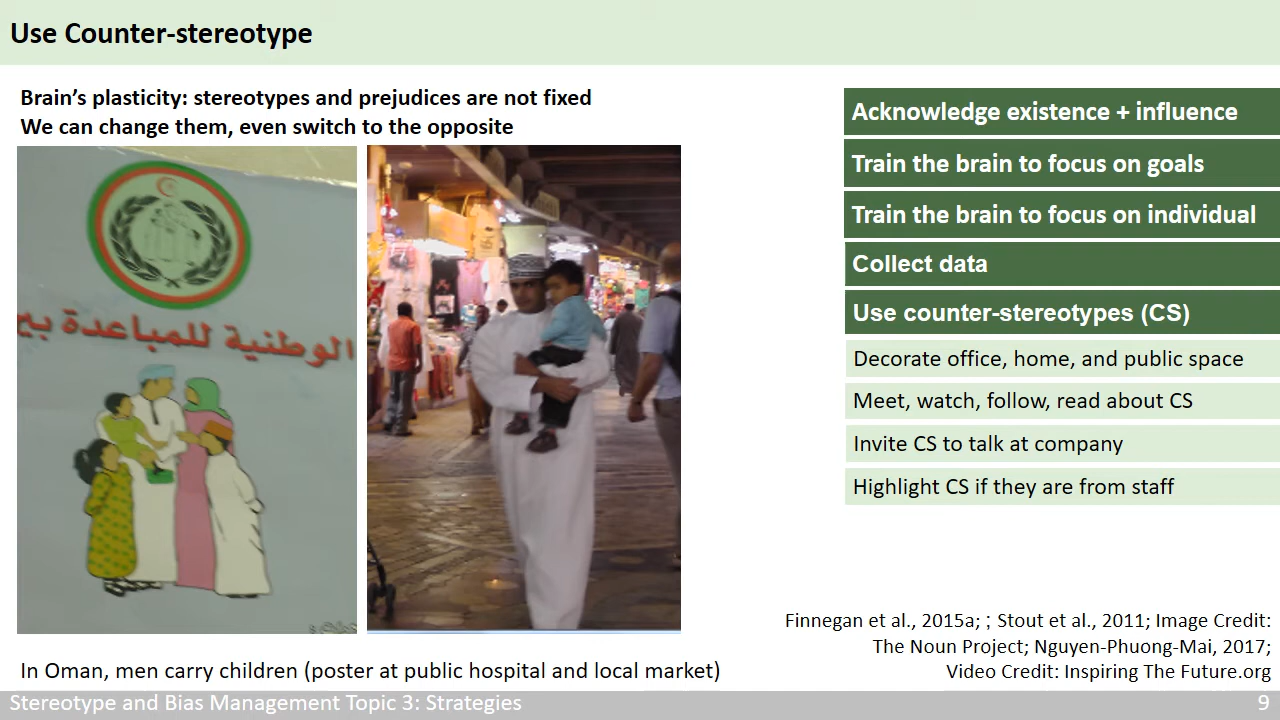 Use Counter-stereotype
Brain's plasticity: stereotypes and prejudices are not fixed
We can change them, even switch to the opposite
الوطنية للمباعدة بين
In Oman, men carry children (poster at public hospital and local market)
Acknowledge existence + influence
Train the brain to focus on goals
Train the brain to focus on individual
Collect data
Use counter-stereotypes (CS)
Decorate office, home, and public space
Meet, watch, follow, read about CS
Invite CS to talk at company
Highlight CS if they are from staff
Finnegan et al., 2015a; ; Stout et al., 2011; Image Credit:
The Noun Project; Nguyen-Phuong-Mai, 2017;
Video Credit: Inspiring The Future.org
Stereotype and Bias Management Topic 3: Strategies
9